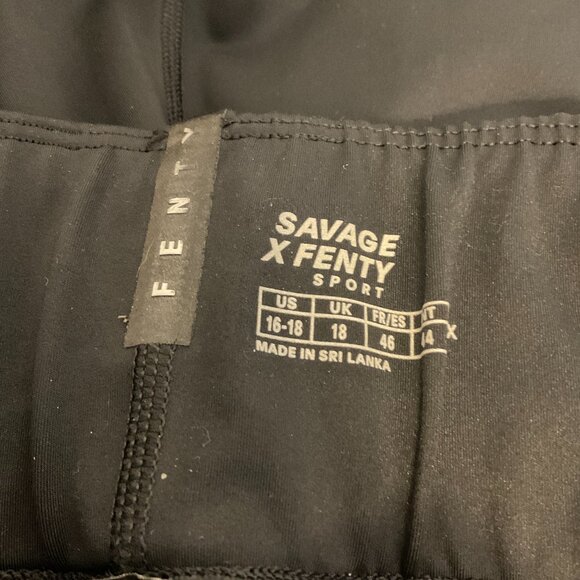 FENTY
SAVAGE
X FENTY
SPORT
US UK FR/ES
16-18 18 46 X
MADE IN SRI LANKA